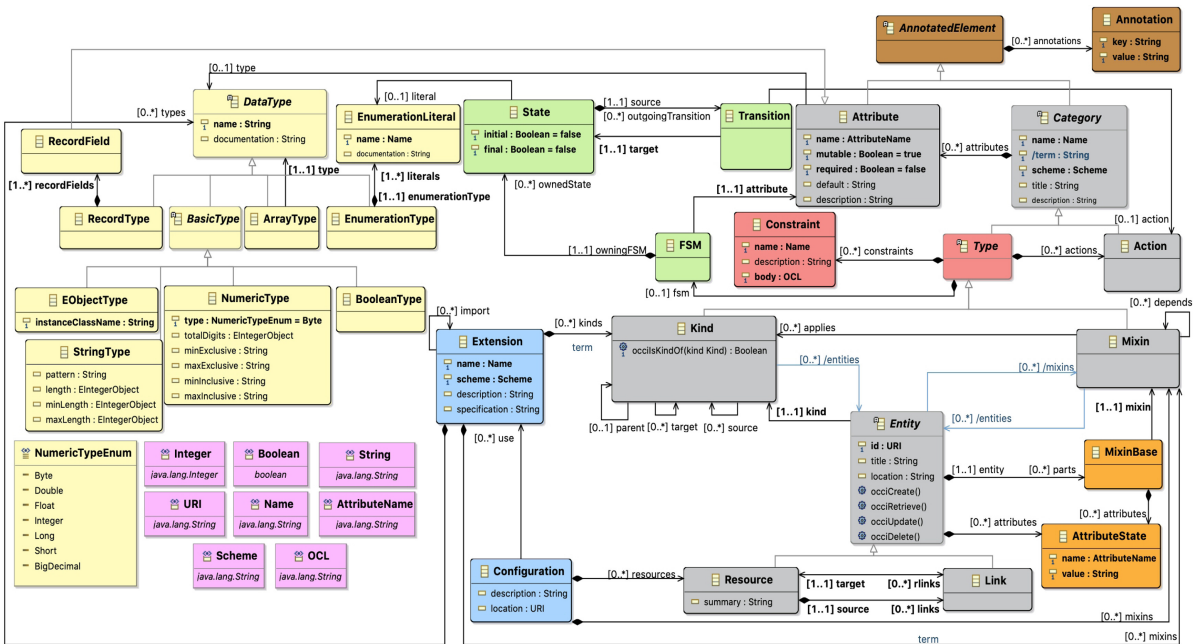 AnnotatedElement
[0..*] annotations
Annotation
key : String
value : String
[0..1] type
[0..*] types
DataType
name : String
documentation : String
[0..1] literal
EnumerationLiteral
name : Name
documentation : String
State
initial : Boolean = false
final : Boolean = false
[1..1] source
[0..*] outgoingTransition
[1..1] target
Transition
Attribute
name : AttributeName
mutable : Boolean = true
required : Boolean = false
default : String
description : String
[0..*] attributes
Category
name : Name
/term : String
scheme : Scheme
title : String
description : String
RecordField
[1..*] recordFields
[1..1] type
[1..*] literals
[1..1] enumerationType
[0..*] ownedState
[1..1] attribute
RecordType
BasicType
ArrayType
EnumerationType
[1..1] owningFSM
FSM
[0..1] fsm
Constraint
name : Name
description : String
body : OCL
[0..*] constraints
Type
[0..*] actions
[0..1] action
Action
EObjectType
instanceClassName : String
NumericType
type : NumericTypeEnum = Byte
totalDigits : EIntegerObject
minExclusive : String
maxExclusive : String
minInclusive : String
maxInclusive : String
BooleanType
StringType
pattern : String
length : EIntegerObject
minLength : EIntegerObject
maxLength : EIntegerObject
[0..*] import
Extension
name : Name
scheme : Scheme
description : String
specification : String
[0..*] kinds
term
Kind
occiIsKindOf(kind Kind) : Boolean
[0..*] applies
[0..*] depends
Mixin
[0..*] /entities
[0..*] /mixins
[0..*] /entities
[0..1] parent
[0..*] target
[0..*] source
[1..1] kind
[1..1] mixin
[0..*] use
Entity
id : URI
title : String
location : String
occiCreate()
occiRetrieve()
occiUpdate()
occiDelete()
[1..1] entity
[0..*] parts
MixinBase
[0..*] attributes
[0..*] attributes
AttributeState
name : AttributeName
value : String
NumericTypeEnum
Byte
Double
Float
Integer
Long
Short
BigDecimal
Integer
java.lang.Integer
Boolean
boolean
String
java.lang.String
URI
java.lang.String
Name
java.lang.String
AttributeName
java.lang.String
Scheme
java.lang.String
OCL
java.lang.String
Configuration
description : String
location : URI
[0..*] resources
Resource
summary : String
[1..1] target
[0..*] rlinks
[1..1] source
[0..*] links
Link
[0..*] mixins
term
[0..*] mixins